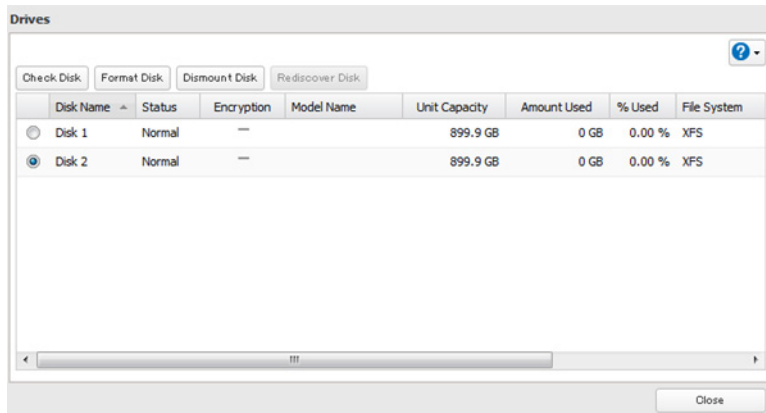 Drives
?
Check Disk Format Disk Dismount Disk Rediscover Disk
Disk Name Status Encryption Model Name Unit Capacity Amount Used % Used File System
Disk 1 Normal — 899.9 GB 0 GB 0.00 % XFS
Disk 2 Normal — 899.9 GB 0 GB 0.00 % XFS
Close